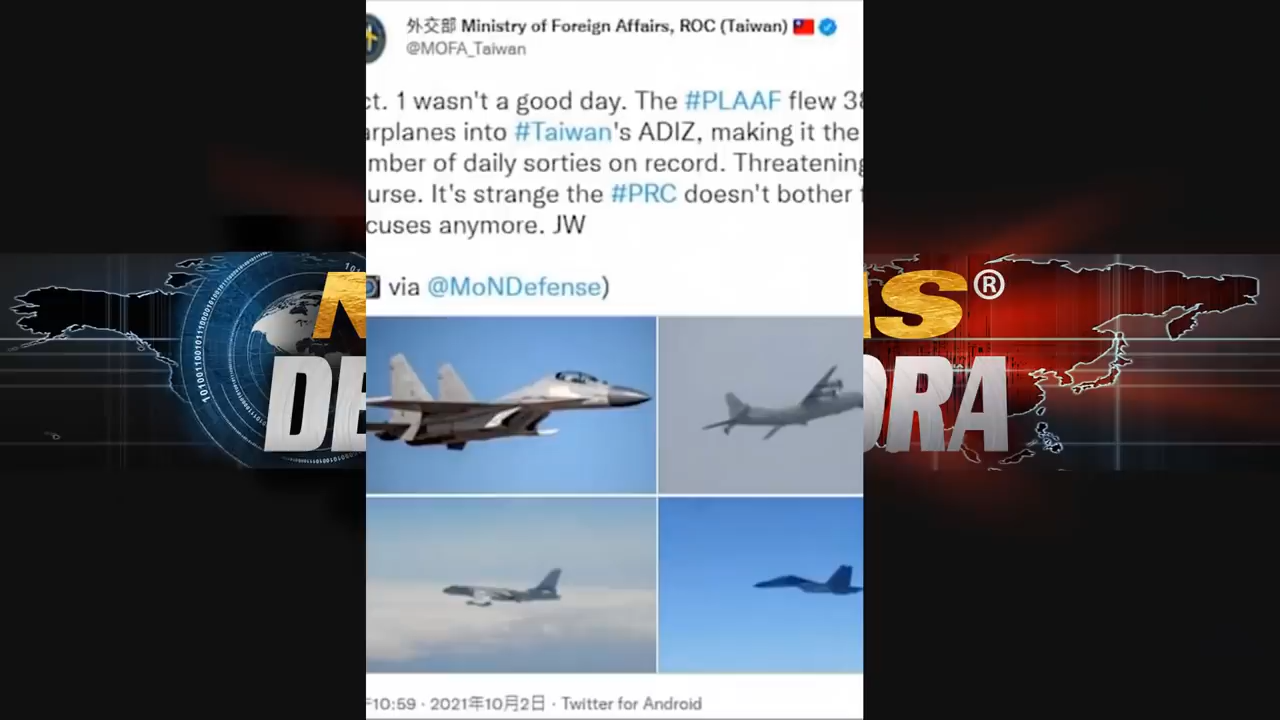 外交部 Ministry of Foreign Affairs, ROC (Taiwan)
@MOFA_Taiwan
ct. 1 wasn't a good day. The #PLAAF flew 38
arplanes into #Taiwan's ADIZ, making it the
mber of daily sorties on record. Threatening
urse. It's strange the #PRC doesn't bother
cuses anymore. JW
via @MoNDefense)
AS®
DE
ORA
10:59 · 2021年10月2日 · Twitter for Android